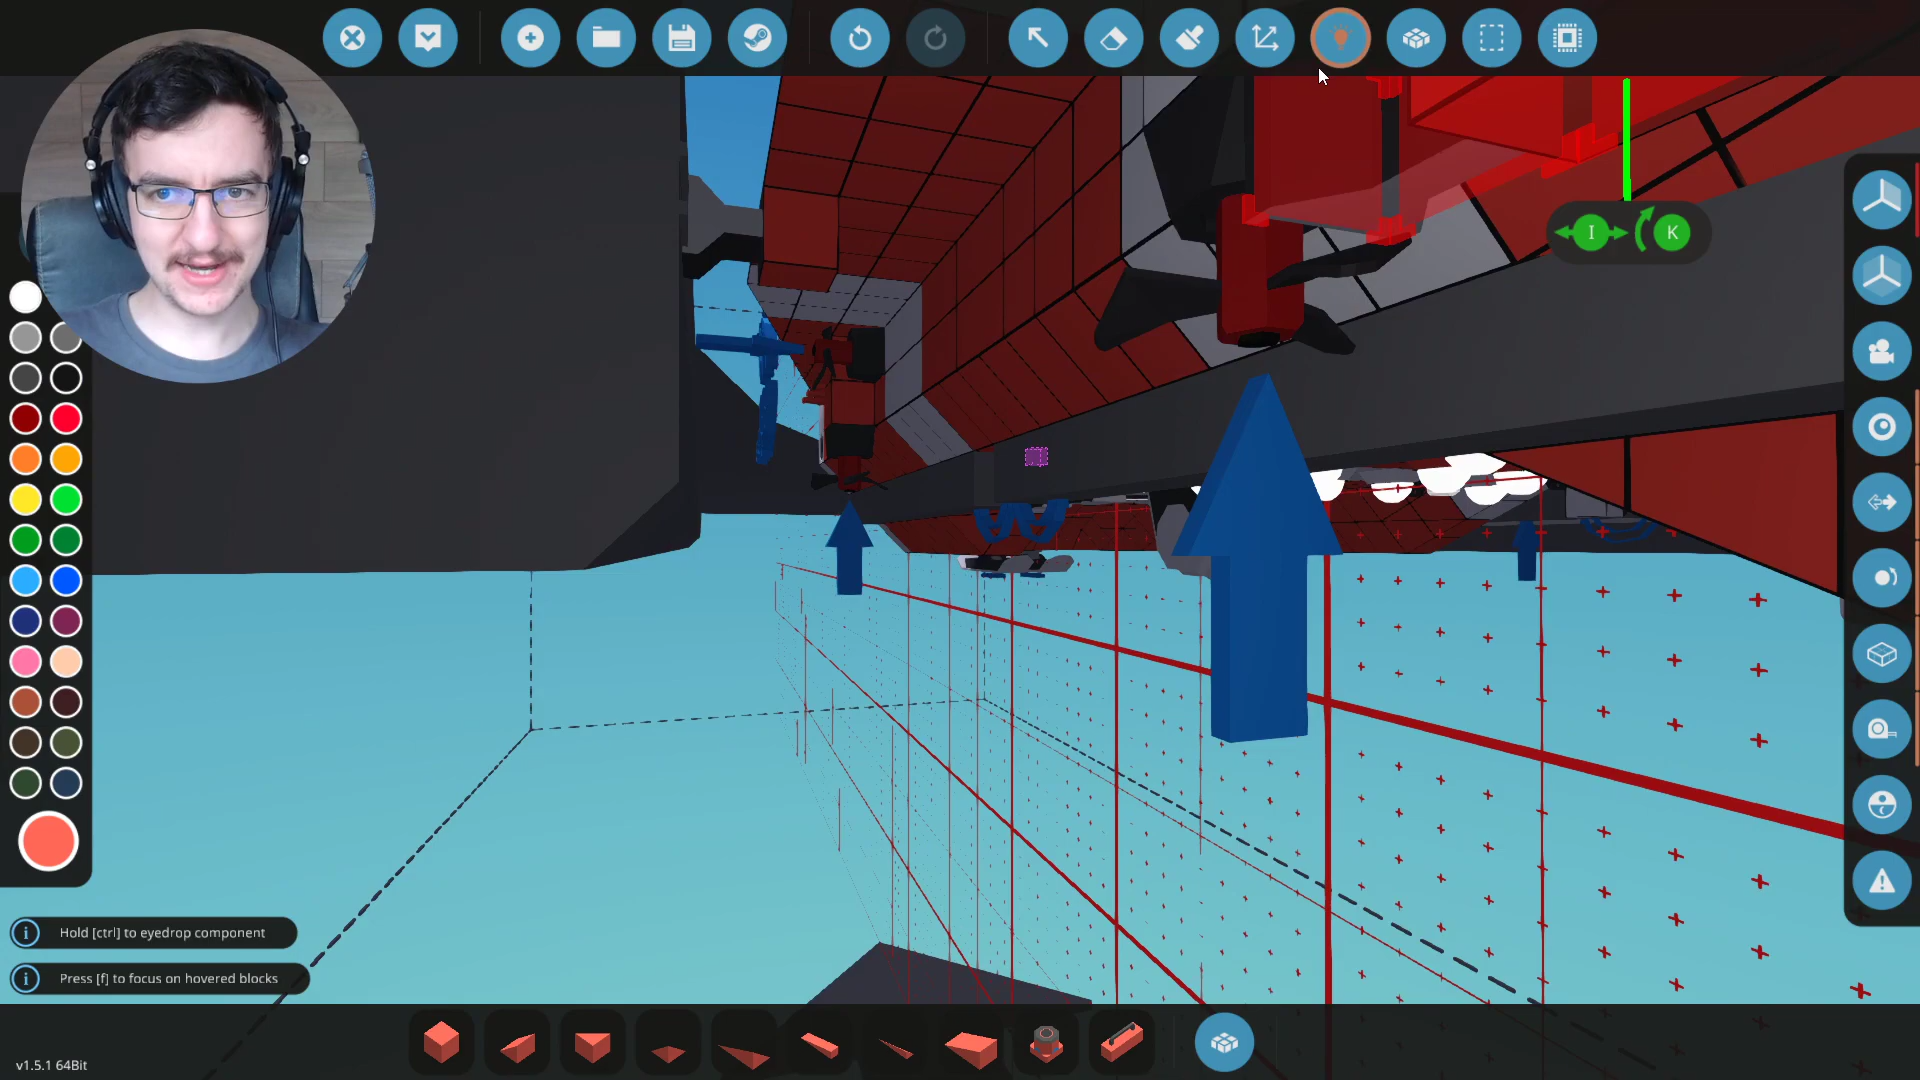 I
K
Hold [ctrl] to eyedrop component
Press [f] to focus on hovered blocks
v1.5.1 64Bit